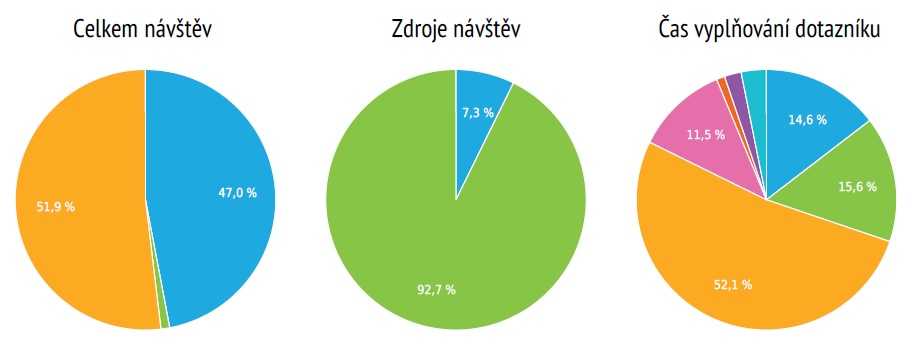 Celkem návštěv
Zdroje návštěv
Čas vyplňování dotazníku
51,9 %
47,0 %
7,3 %
92,7 %
14,6 %
15,6 %
52,1 %
11,5 %